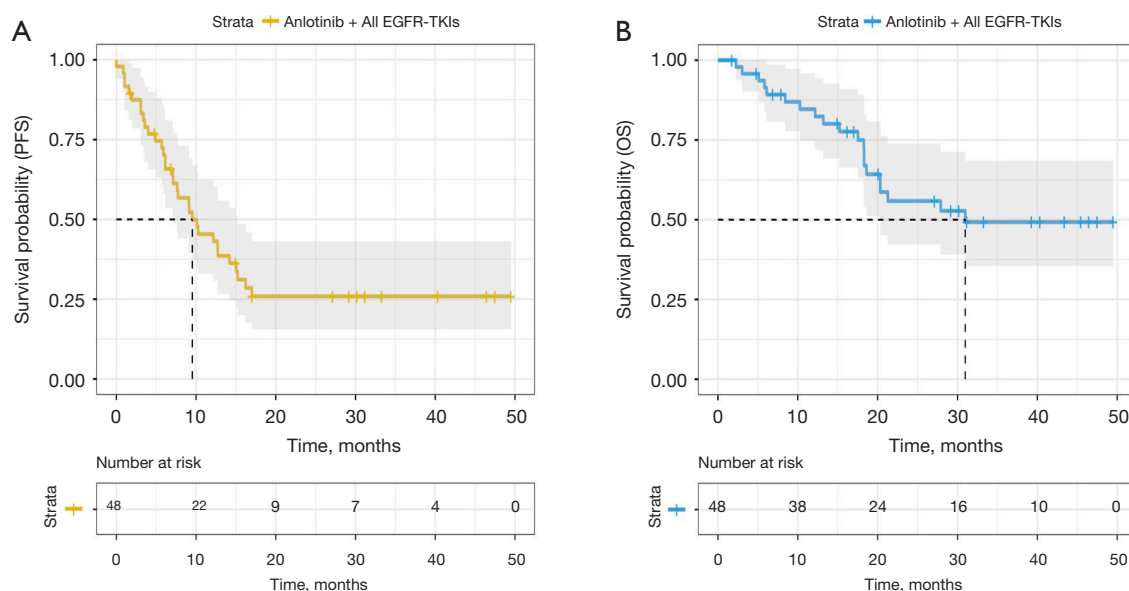 A
Strata Anlotinib + All EGFR-TKIs
Survival probability (PFS)
1.00
0.75
0.50
0.25
0.00
0 10 20 30 40 50
Time, months
Number at risk
Strata
48 22 9 7 4 0
0 10 20 30 40 50
Time, months
B
Strata Anlotinib + All EGFR-TKIs
Survival probability (OS)
1.00
0.75
0.50
0.25
0.00
0 10 20 30 40 50
Time, months
Number at risk
Strata
48 38 24 16 10 0
0 10 20 30 40 50
Time, months